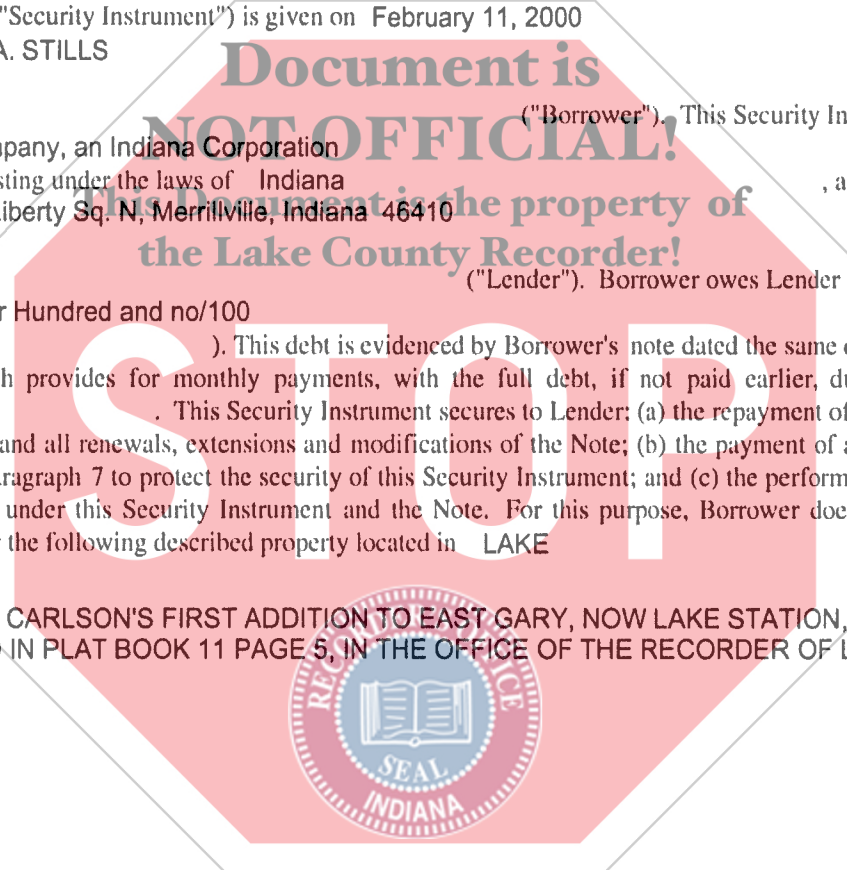 "Security Instrument") is given on February 11, 2000
A. STILLS
Document is
("Borrower"). This Security In
NOT OFFICIAL!
mpany, an Indiana Corporation
sting under the laws of Indiana , a
This Document is the property of
Liberty Sq. N, Merrillville, Indiana 46410
the Lake County Recorder!
("Lender"). Borrower owes Lender
r Hundred and no/100
). This debt is evidenced by Borrower's note dated the same
h provides for monthly payments, with the full debt, if not paid earlier, du
. This Security Instrument secures to Lender: (a) the repayment of
and all renewals, extensions and modifications of the Note; (b) the payment of a
ragraph 7 to protect the security of this Security Instrument; and (c) the perform
under this Security Instrument and the Note. For this purpose, Borrower doe
the following described property located in LAKE
STOP
CARLSON'S FIRST ADDITION TO EAST GARY, NOW LAKE STATION,
IN PLAT BOOK 11 PAGE 5, IN THE OFFICE OF THE RECORDER OF L
RECORDER OFFICE
SEAL
INDIANA